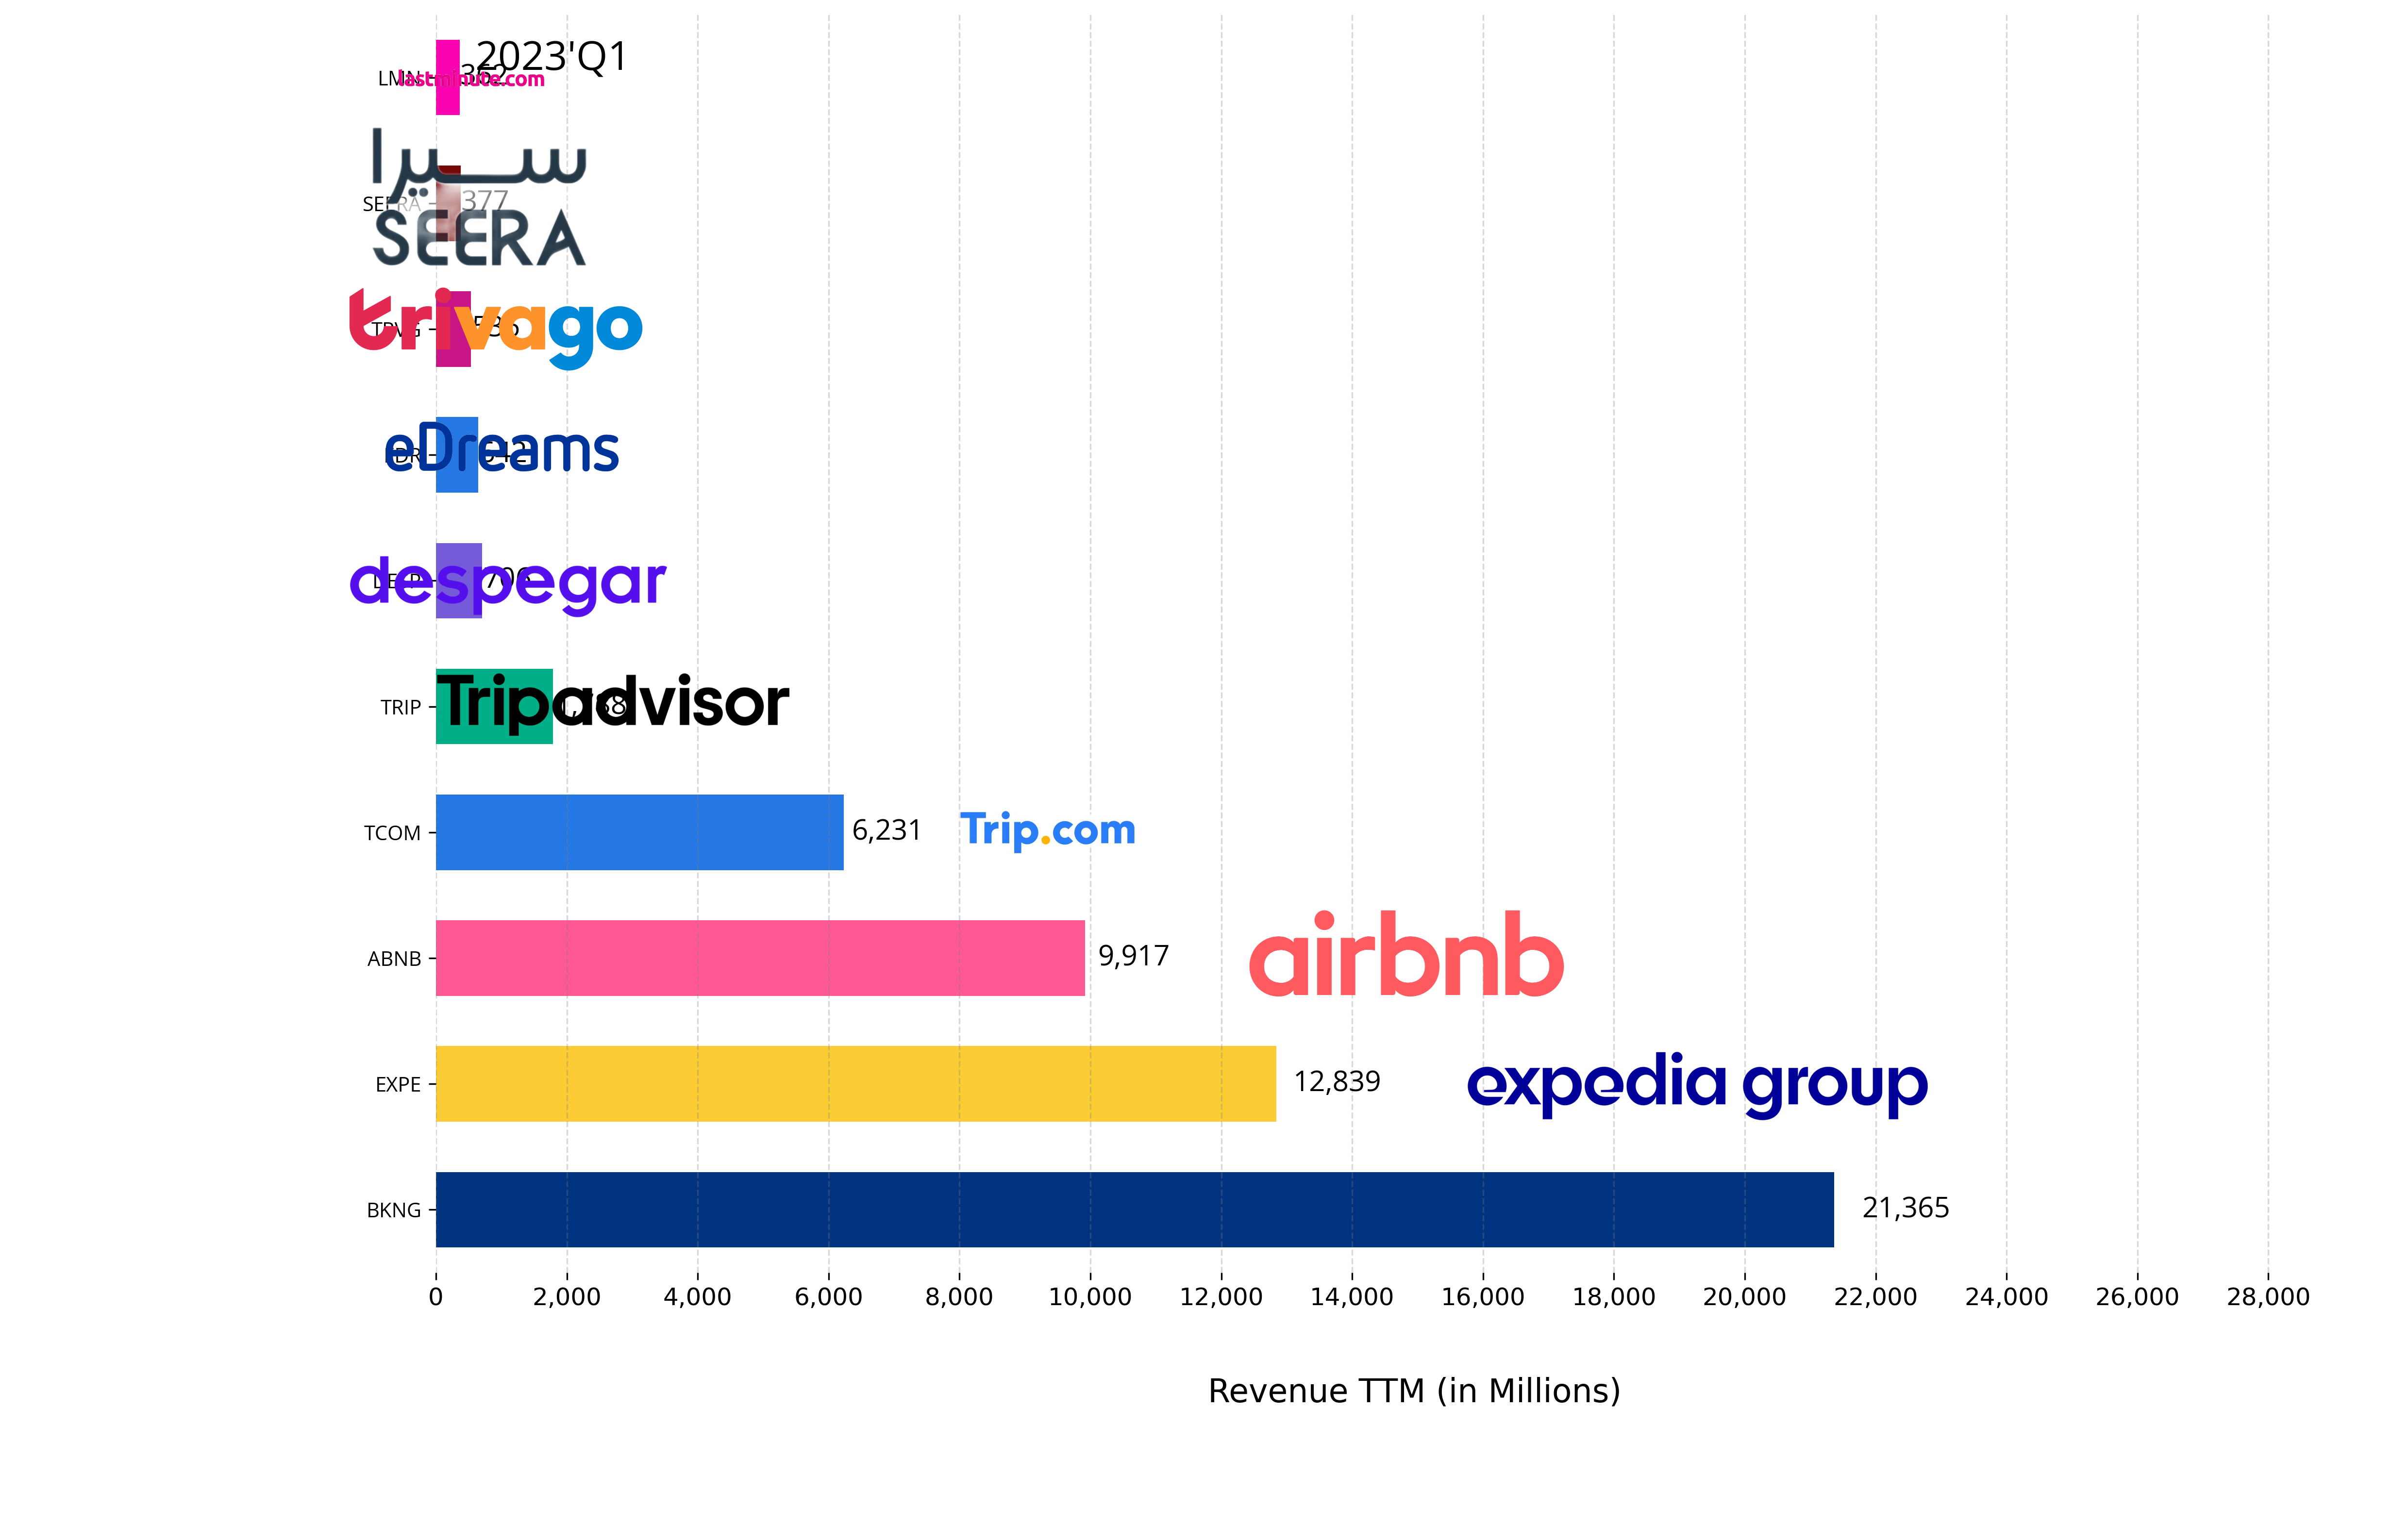 2023'Q1
LMN
362
lastminute.com
سيرا
SEERA
377
SEERA
trivago
eDreams
706
despegar
TRIP
Tripadvisor
TCOM
6,231
Trip.com
ABNB
9,917
airbnb
EXPE
12,839
expedia group
BKNG
21,365
0 2,000 4,000 6,000 8,000 10,000 12,000 14,000 16,000 18,000 20,000 22,000 24,000 26,000 28,000
Revenue TTM (in Millions)